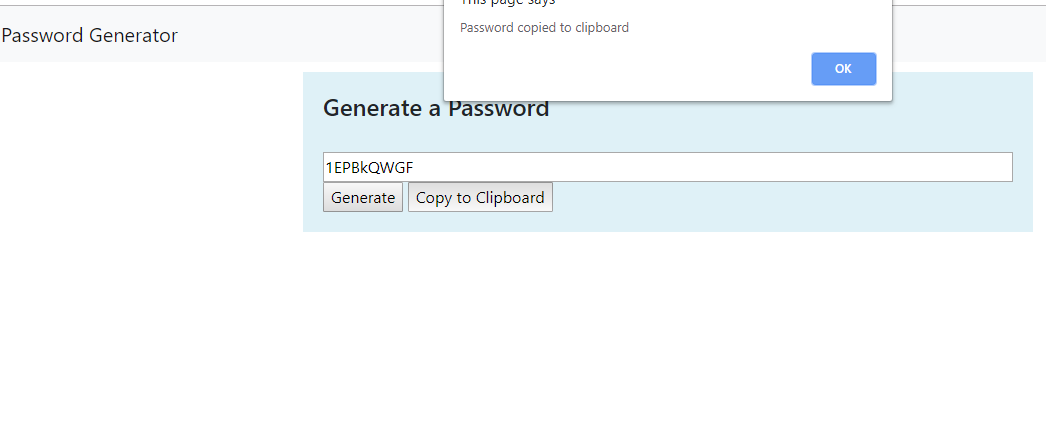 This page says
Password copied to clipboard
OK
Password Generator
Generate a Password
1EPBkQWGF
Generate Copy to Clipboard